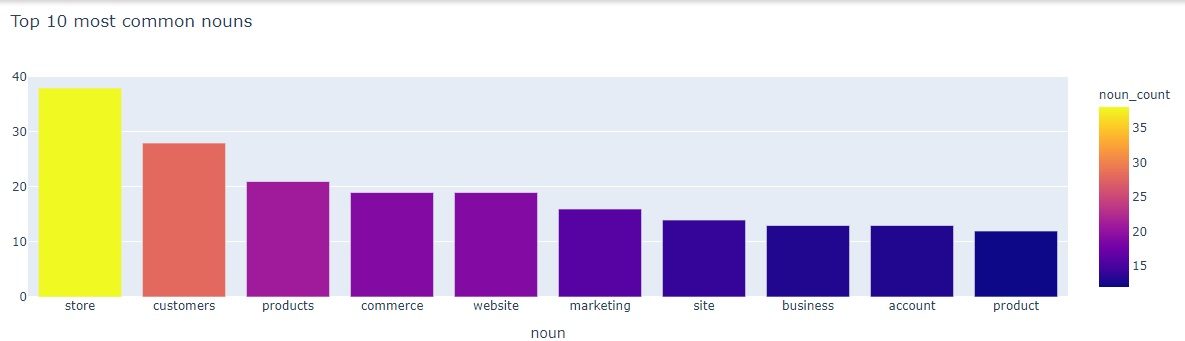 Top 10 most common nouns
noun_count
40
30
20
10
0
store customers products commerce website marketing site business account product
noun
35
30
25
20
15